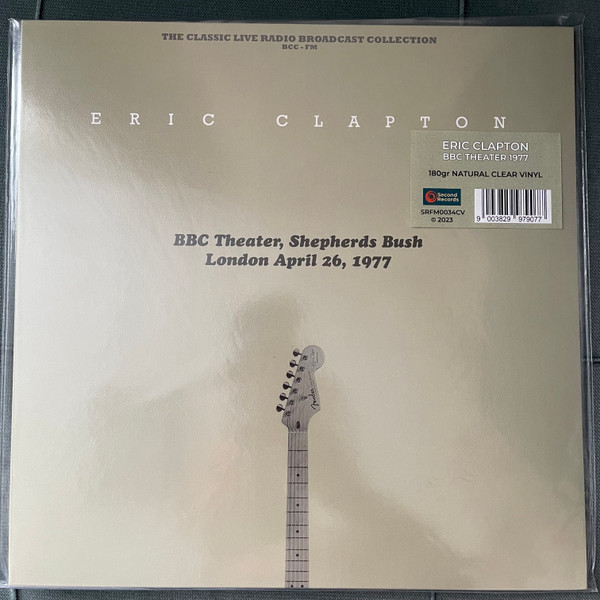 THE CLASSIC LIVE RADIO BROADCAST COLLECTION
BCC - FM
ERIC CLAPTON
ERIC CLAPTON
BBC THEATER 1977
180gr NATURAL CLEAR VINYL
Second
Records
SRFM0034CV
© 2023
9 003829 979077
BBC Theater, Shepherds Bush
London April 26, 1977
Fender